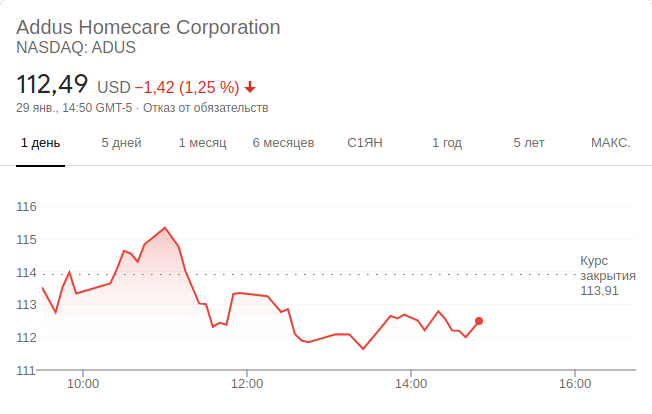 Addus Homecare Corporation
NASDAQ: ADUS
112,49 USD −1,42 (1,25 %)
29 янв., 14:50 GMT-5 · Отказ от обязательств
1 день 5 дней 1 месяц 6 месяцев С1ЯН 1 год 5 лет МАКС.
116
115
114
113
112
111
Курс
закрытия
113,91
10:00 12:00 14:00 16:00